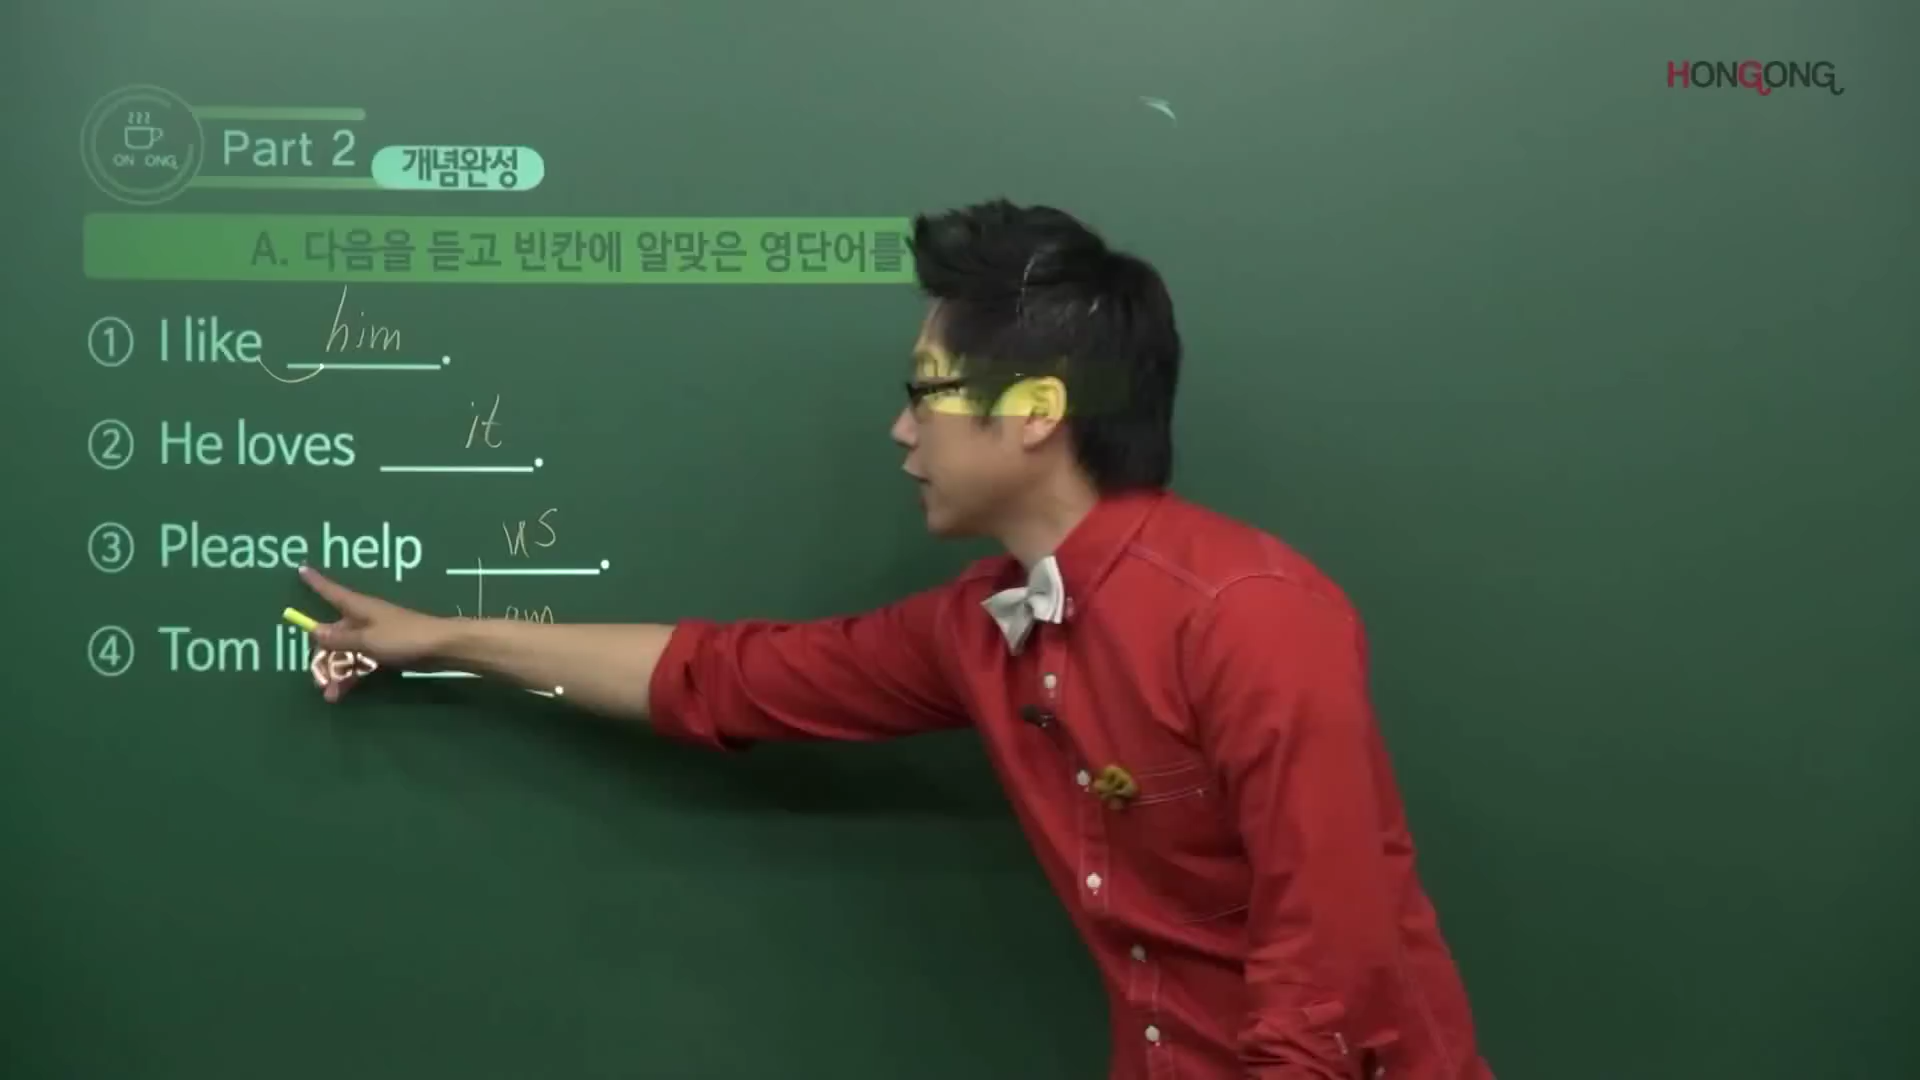 HONGONG
ON ONG
Part 2
개념완성
A. 다음을 듣고 빈칸에 알맞은 영단어를
① I like him.
② He loves it.
③ Please help us.
④ Tom likes